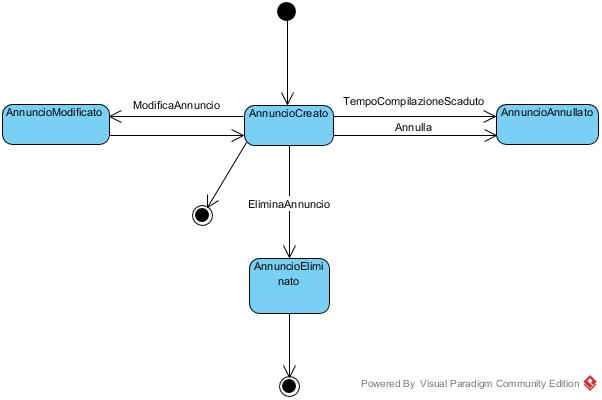 ModificaAnnuncio
TempoCompilazioneScaduto
AnnuncioModificato
AnnuncioCreato
AnnuncioAnnullato
Annulla
EliminaAnnuncio
AnnuncioElimi
nato
Powered By Visual Paradigm Community Edition